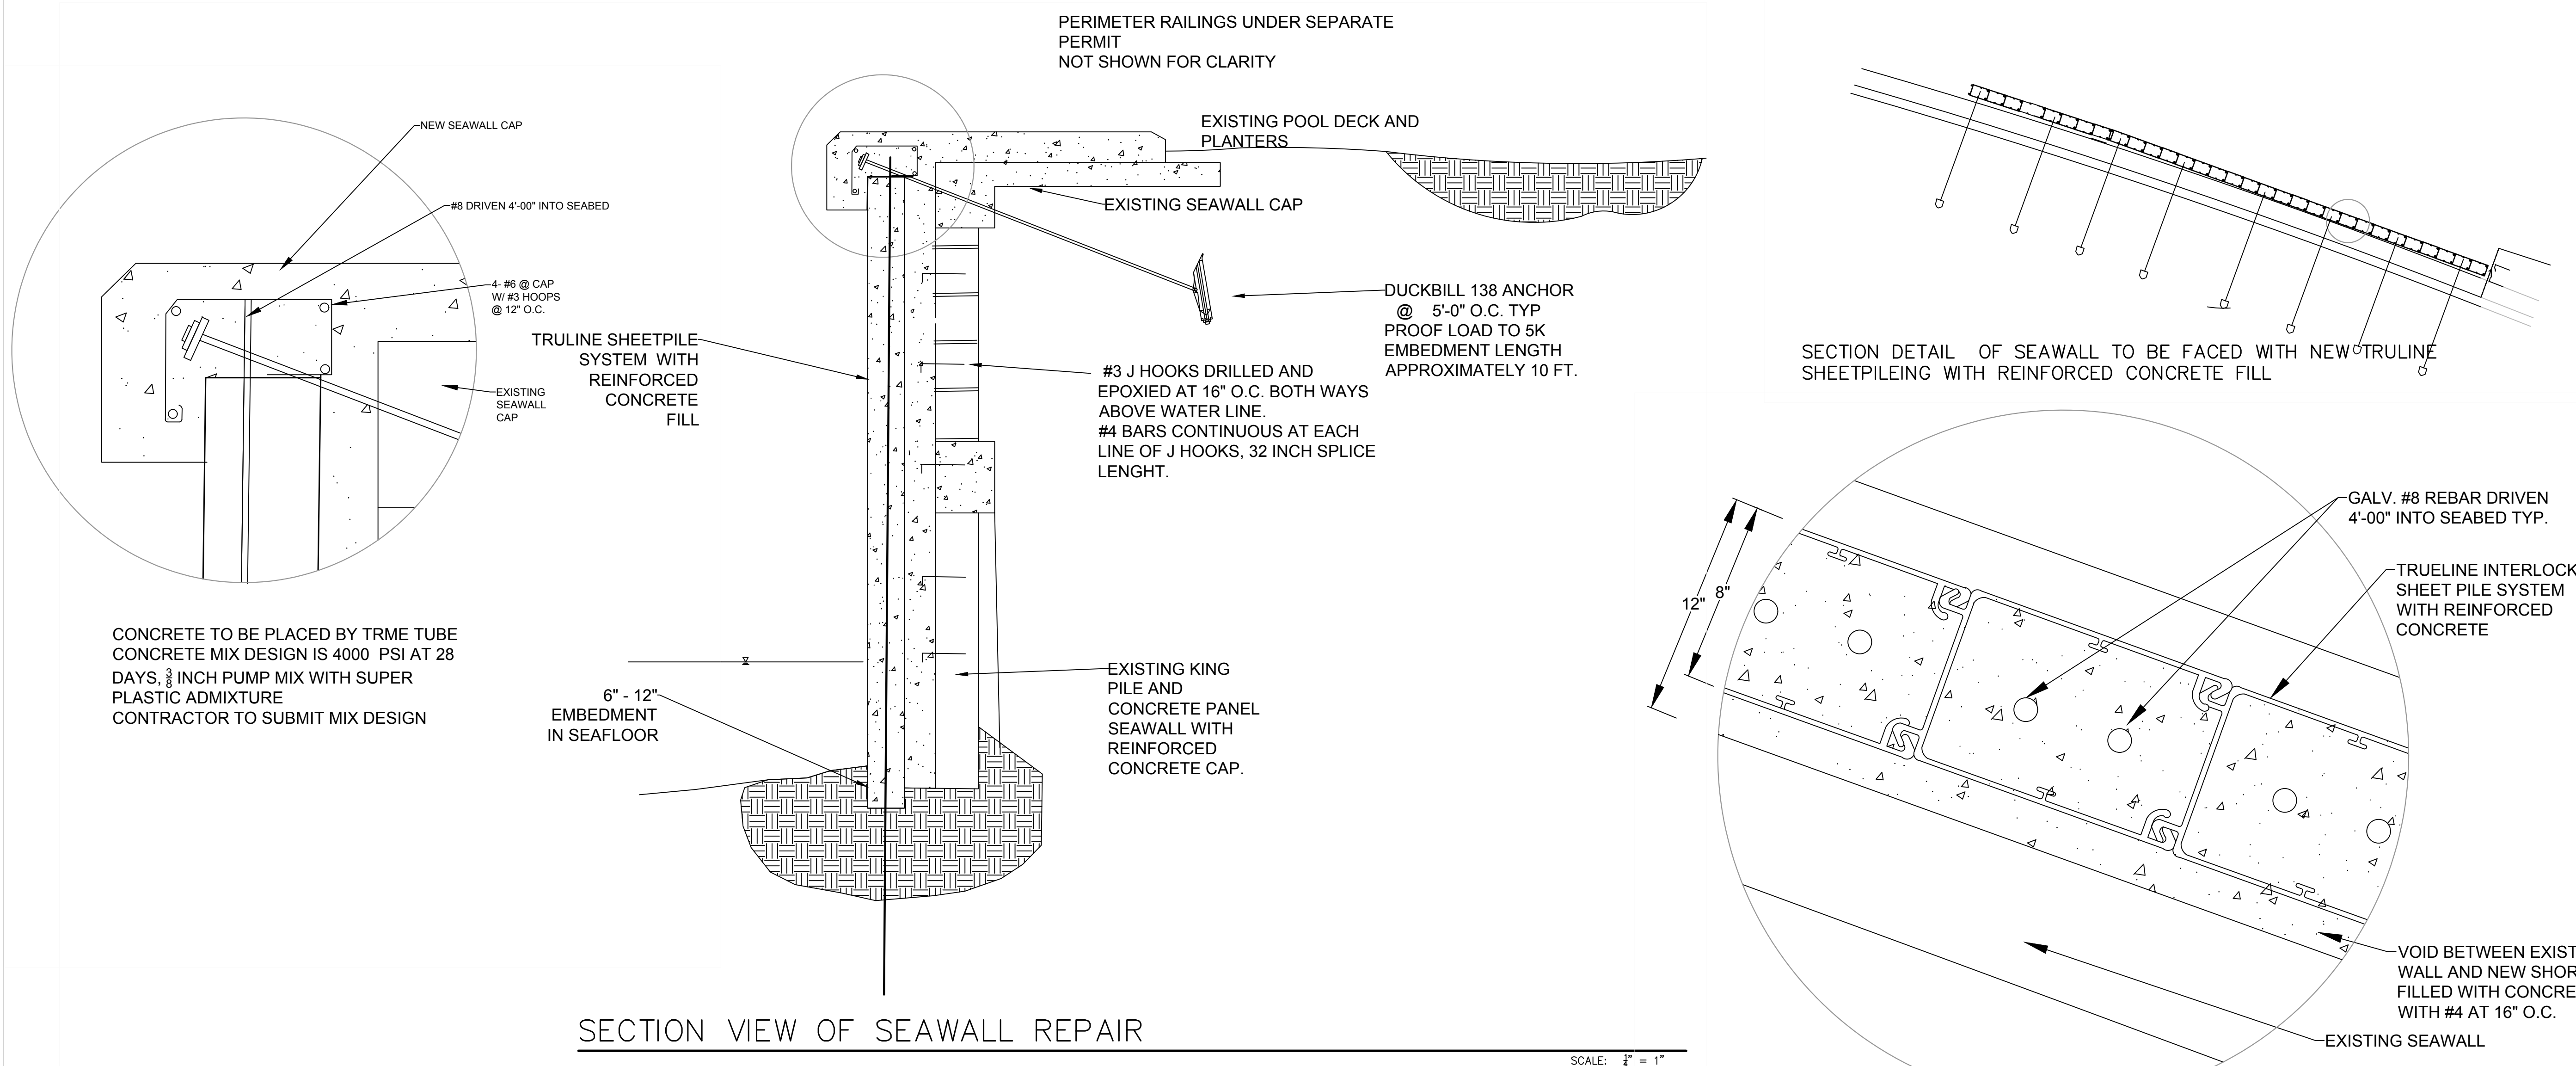 PERIMETER RAILINGS UNDER SEPARATE
PERMIT
NOT SHOWN FOR CLARITY
NEW SEAWALL CAP
#8 DRIVEN 4'-00" INTO SEABED
4- #6 @ CAP
W/ #3 HOOPS
@ 12" O.C.
EXISTING
SEAWALL
CAP
CONCRETE TO BE PLACED BY TRME TUBE
CONCRETE MIX DESIGN IS 4000 PSI AT 28
DAYS, 3/8 INCH PUMP MIX WITH SUPER
PLASTIC ADMIXTURE
CONTRACTOR TO SUBMIT MIX DESIGN
EXISTING POOL DECK AND
PLANTERS
EXISTING SEAWALL CAP
DUCKBILL 138 ANCHOR
@ 5'-0" O.C. TYP
PROOF LOAD TO 5K
EMBEDMENT LENGTH
APPROXIMATELY 10 FT.
TRULINE SHEETPILE
SYSTEM WITH
REINFORCED
CONCRETE
FILL
#3 J HOOKS DRILLED AND
EPOXIED AT 16" O.C. BOTH WAYS
ABOVE WATER LINE.
#4 BARS CONTINUOUS AT EACH
LINE OF J HOOKS, 32 INCH SPLICE
LENGHT.
6" - 12"
EMBEDMENT
IN SEAFLOOR
EXISTING KING
PILE AND
CONCRETE PANEL
SEAWALL WITH
REINFORCED
CONCRETE CAP.
SECTION VIEW OF SEAWALL REPAIR
SCALE: 1/4" = 1"
SECTION DETAIL OF SEAWALL TO BE FACED WITH NEW TRULINE
SHEETPILEING WITH REINFORCED CONCRETE FILL
12"
8"
GALV. #8 REBAR DRIVEN
4'-00" INTO SEABED TYP.
TRUELINE INTERLOCK
SHEET PILE SYSTEM
WITH REINFORCED
CONCRETE
VOID BETWEEN EXIST
WALL AND NEW SHOR
FILLED WITH CONCRE
WITH #4 AT 16" O.C.
EXISTING SEAWALL